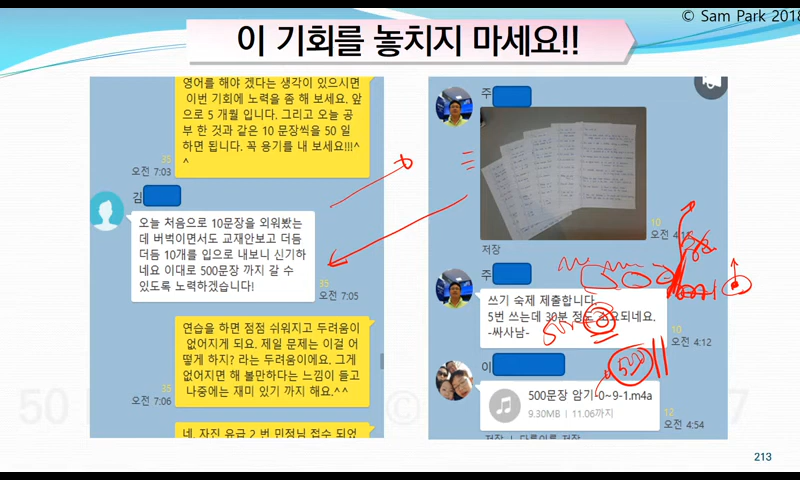 © Sam Park 2018
이 기회를 놓치지 마세요!!
영어를 해야 겠다는 생각이 있으시면
이번 기회에 노력을 좀 해 보세요. 앞
으로 5 개월 입니다. 그리고 오늘 공
부 한 것과 같은 10 문장씩을 50 일
하면 됩니다. 꼭 용기를 내 보세요!!!^
^
35
오전 7:03
김
오늘 처음으로 10문장을 외워봤는
데 버벅이면서도 교재안보고 더듬
더듬 10개를 입으로 내보니 신기하
네요 이대로 500문장 까지 갈 수
있도록 노력하겠습니다!
35
오전 7:05
연습을 하면 점점 쉬워지고 두려움이
없어지게 되요. 제일 문제는 이걸 어
떻게 하지? 라는 두려움이에요. 그게
없어지면 해 볼만하다는 느낌이 들고
나중에는 재미 있기 까지 해요.^^
35
오전 7:06
네. 자진 유급 2 번 민정님 접수 되었
주
10
오전 4:11
저장
주
쓰기 숙제 제출합니다
5번 쓰는데 30분 정도 소요되네요.
-싸사남-
10
오전 4:12
500
이
500문장 암기-0~9-1.m4a
9.30MB | 11.06까지
12
오전 4:54
저장 | 다른이름 저장
213